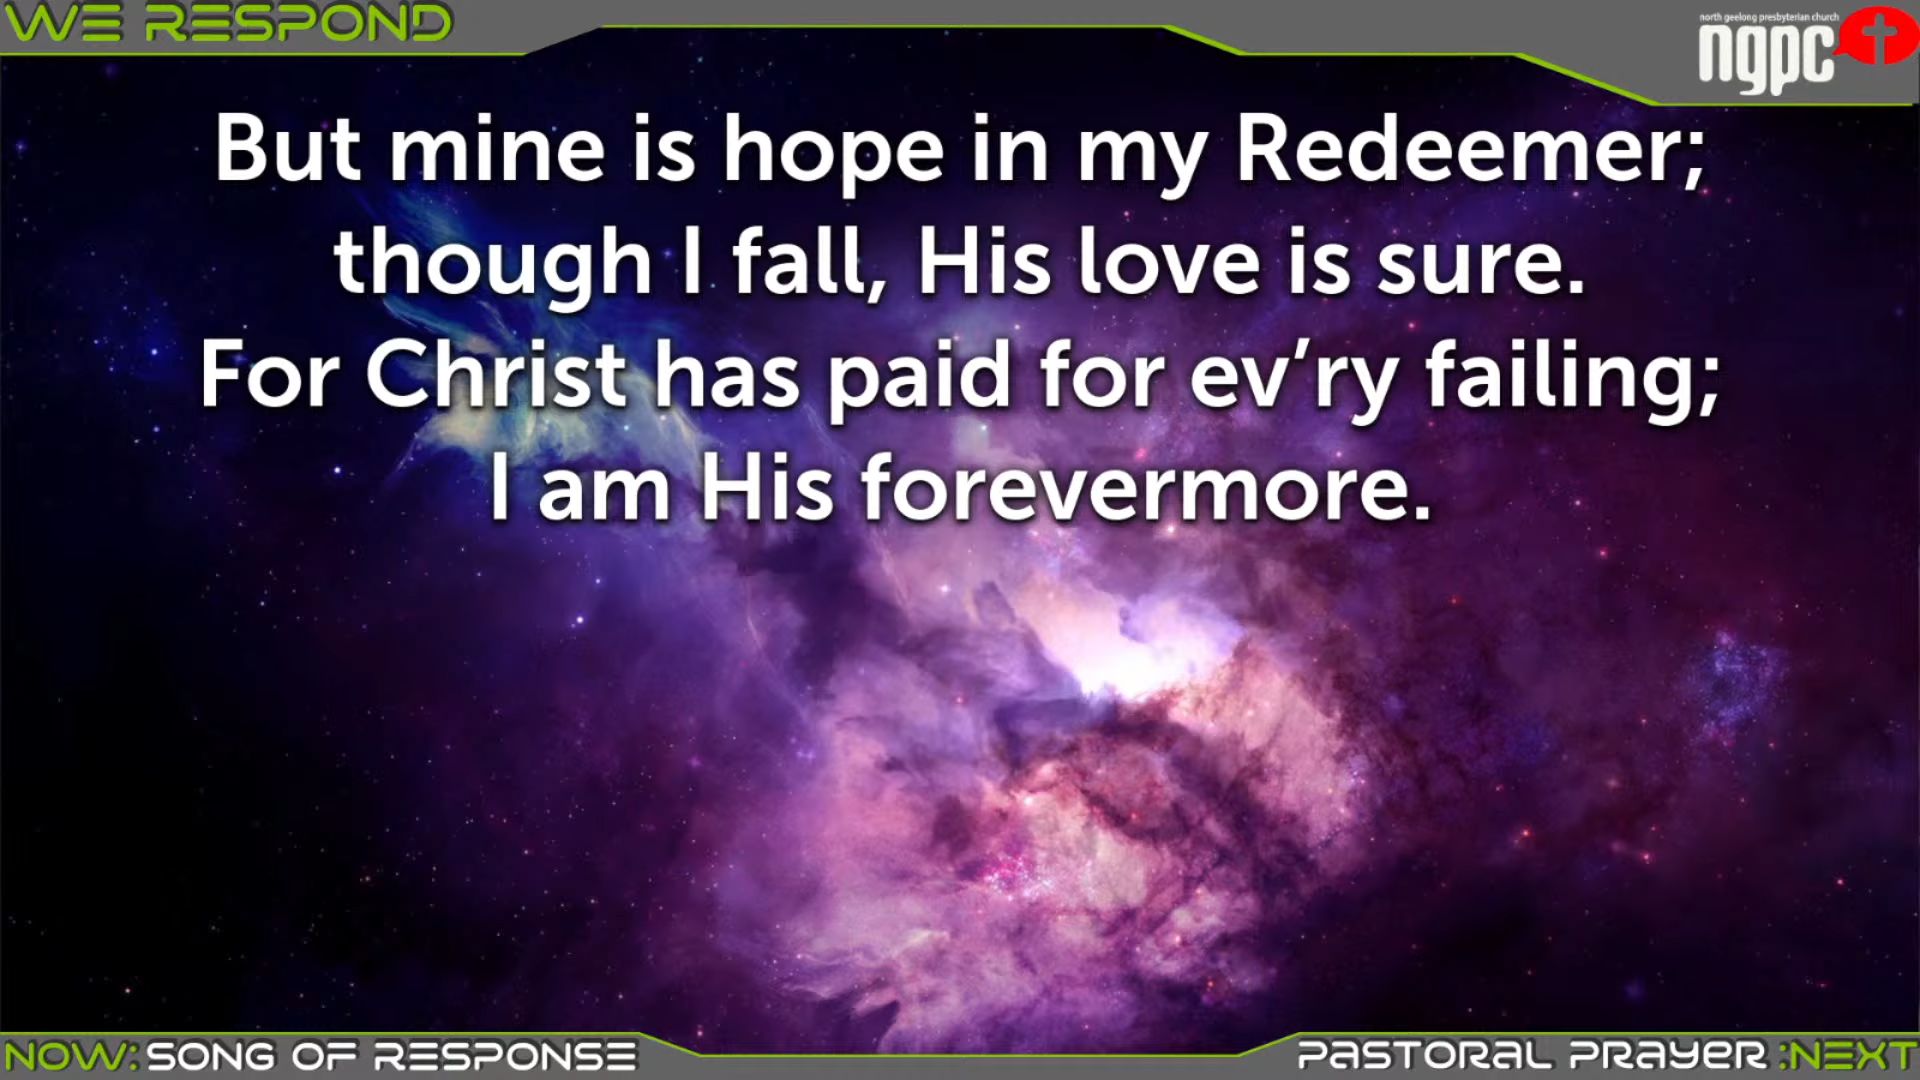 WE RESPOND
north geelong presbyterian church
ngpc
But mine is hope in my Redeemer;
though I fall, His love is sure.
For Christ has paid for ev’ry failing;
I am His forevermore.
NOW: SONG OF RESPONSE
PASTORAL PRAYER :NEXT